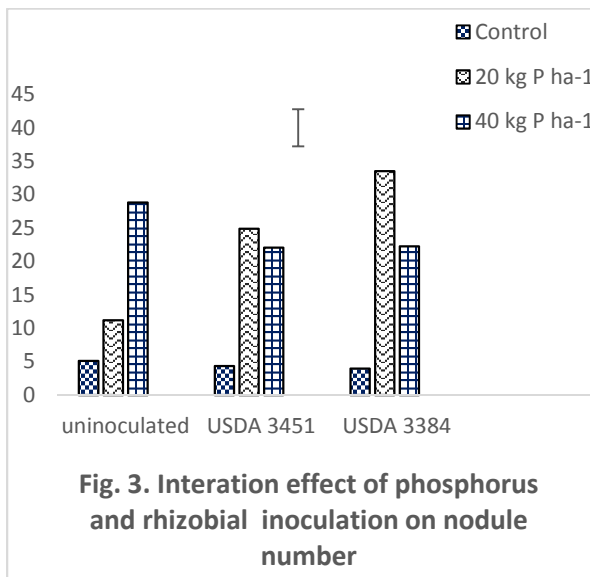 Control
20 kg P ha-1
40 kg P ha-1
45
40
35
30
25
20
15
10
5
0
uninoculated USDA 3451 USDA 3384
Fig. 3. Interation effect of phosphorus
and rhizobial inoculation on nodule
number